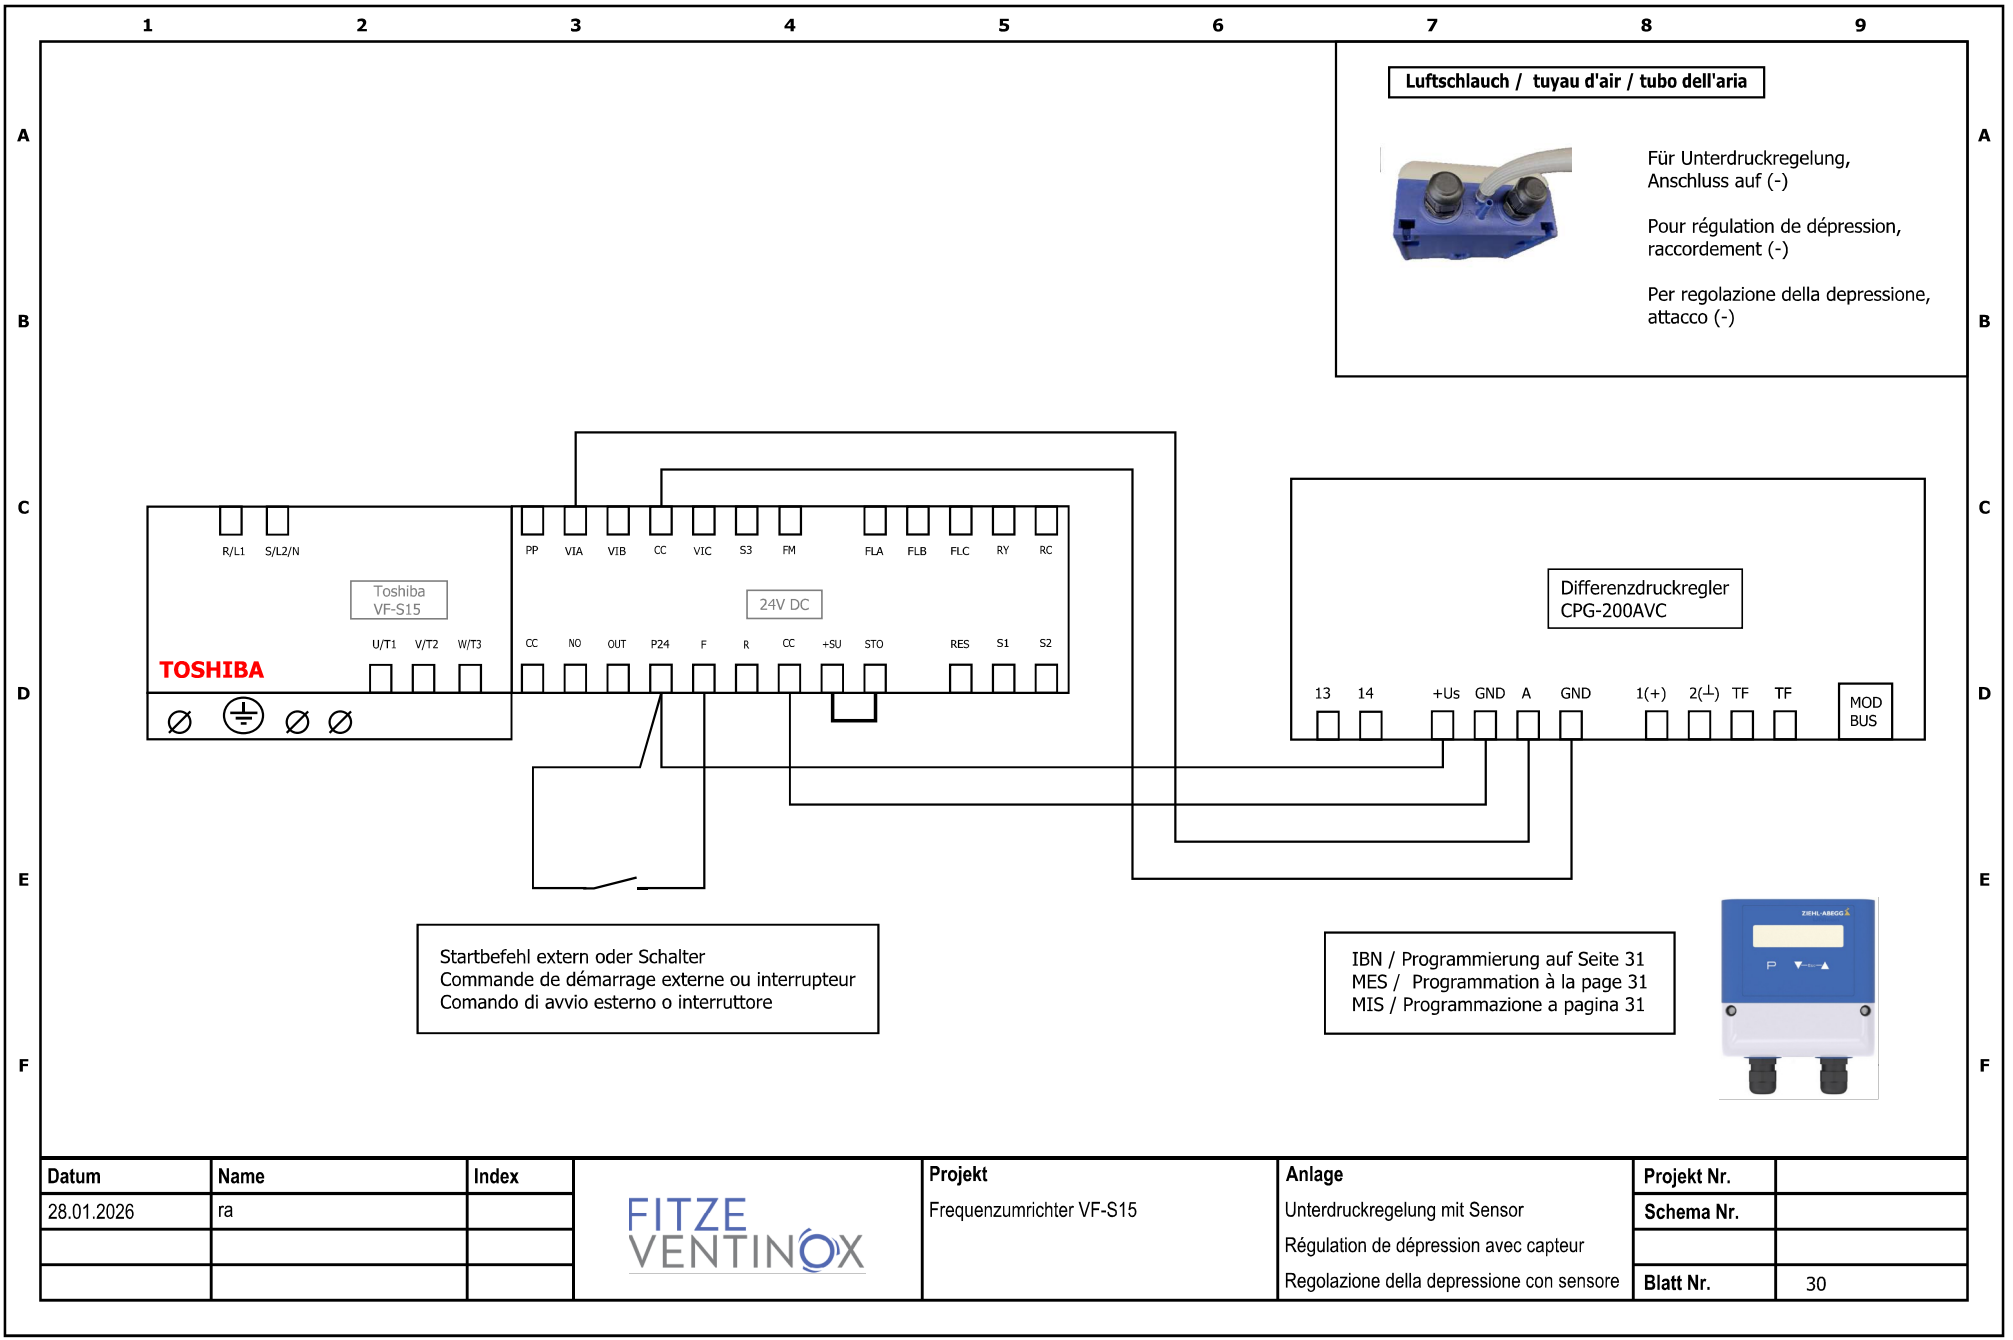 1 2 3 4 5 6 7 8 9
Luftschlauch / tuyau d'air / tubo dell'aria
A A
Für Unterdruckregelung,
Anschluss auf (-)
Pour régulation de dépression,
raccordement (-)
Per regolazione della depressione,
attacco (-)
B B
C C
R/L1 S/L2/N PP VIA VIB CC VIC S3 FM FLA FLB FLC RY RC
Toshiba
VF-S15
24V DC
Differenzdruckregler
CPG-200AVC
U/T1 V/T2 W/T3 CC NO OUT P24 F R CC +SU STO RES S1 S2
TOSHIBA
D D
13 14 +Us GND A GND 1(+) 2(⊥) TF TF
MOD
BUS
E E
ZIEHL-ABEGG
P
Startbefehl extern oder Schalter
Commande de démarrage externe ou interrupteur
Comando di avvio esterno o interruttore
IBN / Programmierung auf Seite 31
MES / Programmation à la page 31
MIS / Programmazione a pagina 31
F F
Datum Name Index
28.01.2026 ra
FITZE
VENTINOX
Projekt
Frequenzumrichter VF-S15
Anlage
Unterdruckregelung mit Sensor
Régulation de dépression avec capteur
Regolazione della depressione con sensore
Projekt Nr.
Schema Nr.
Blatt Nr. 30